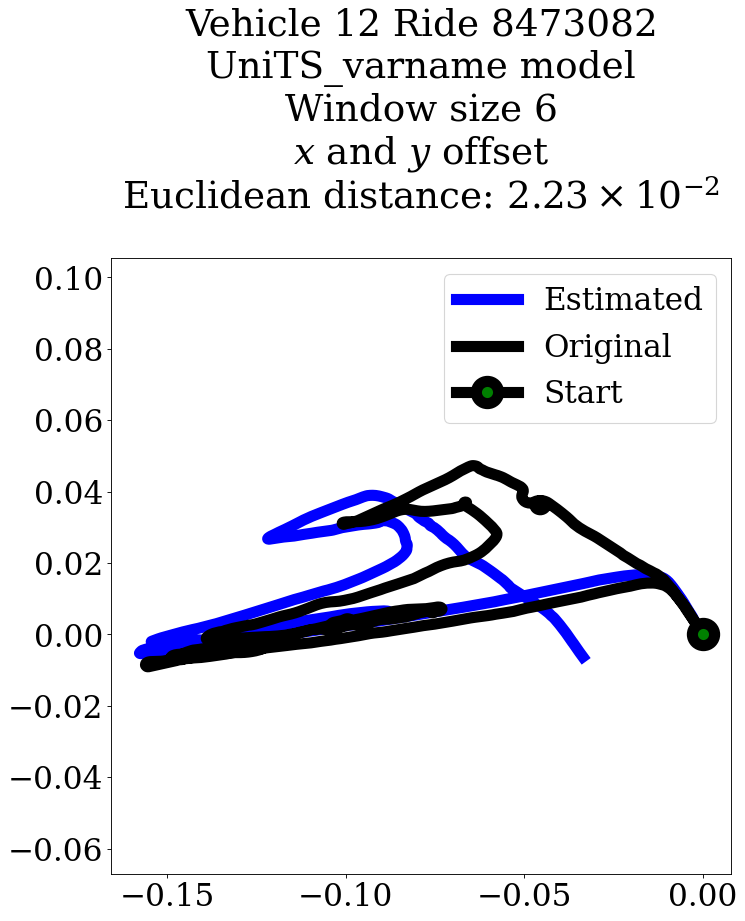 Vehicle 12 Ride 8473082
UniTS_varname model
Window size 6
x and y offset
Euclidean distance: 2.23 × 10⁻²
Estimated
Original
Start
0.10
0.08
0.06
0.04
0.02
0.00
−0.02
−0.04
−0.06
−0.15 −0.10 −0.05 0.00